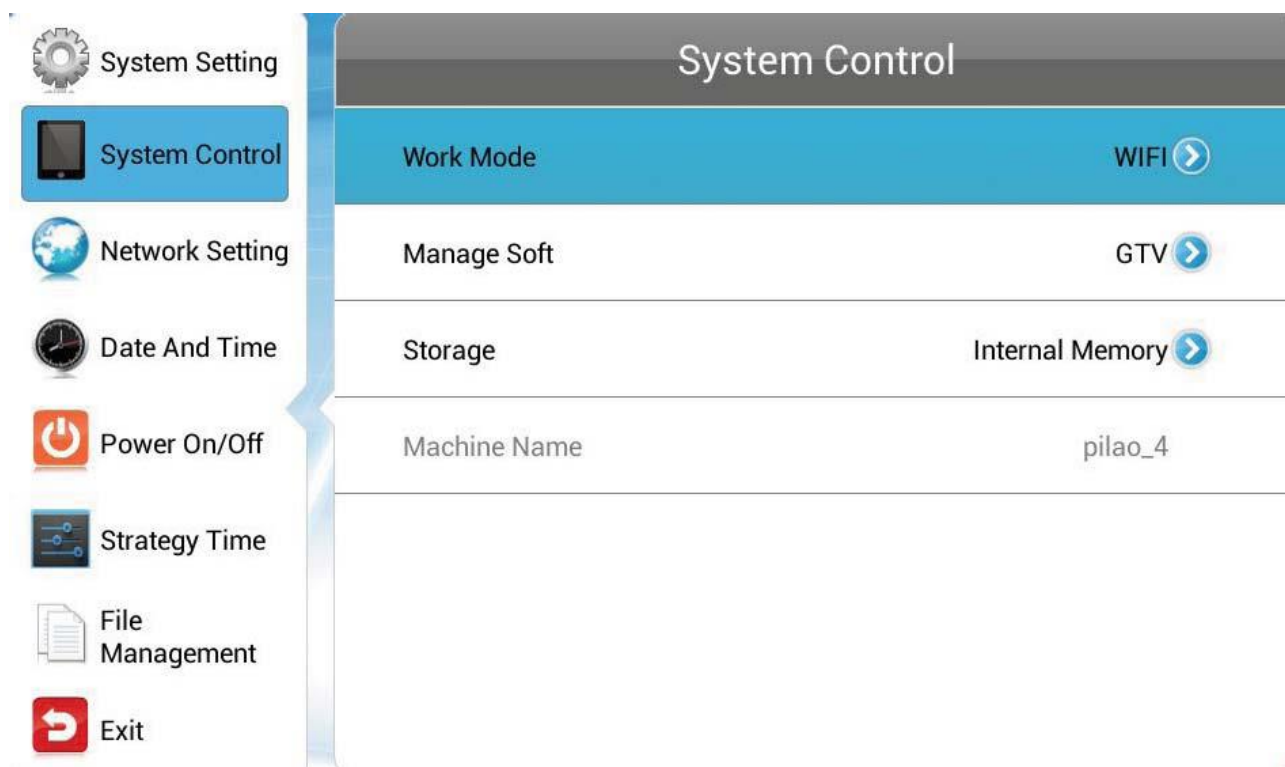 System Setting
System Control
Network Setting
Date And Time
Power On/Off
Strategy Time
File
Management
Exit
System Control
Work Mode WIFI
Manage Soft GTV
Storage Internal Memory
Machine Name pilao_4